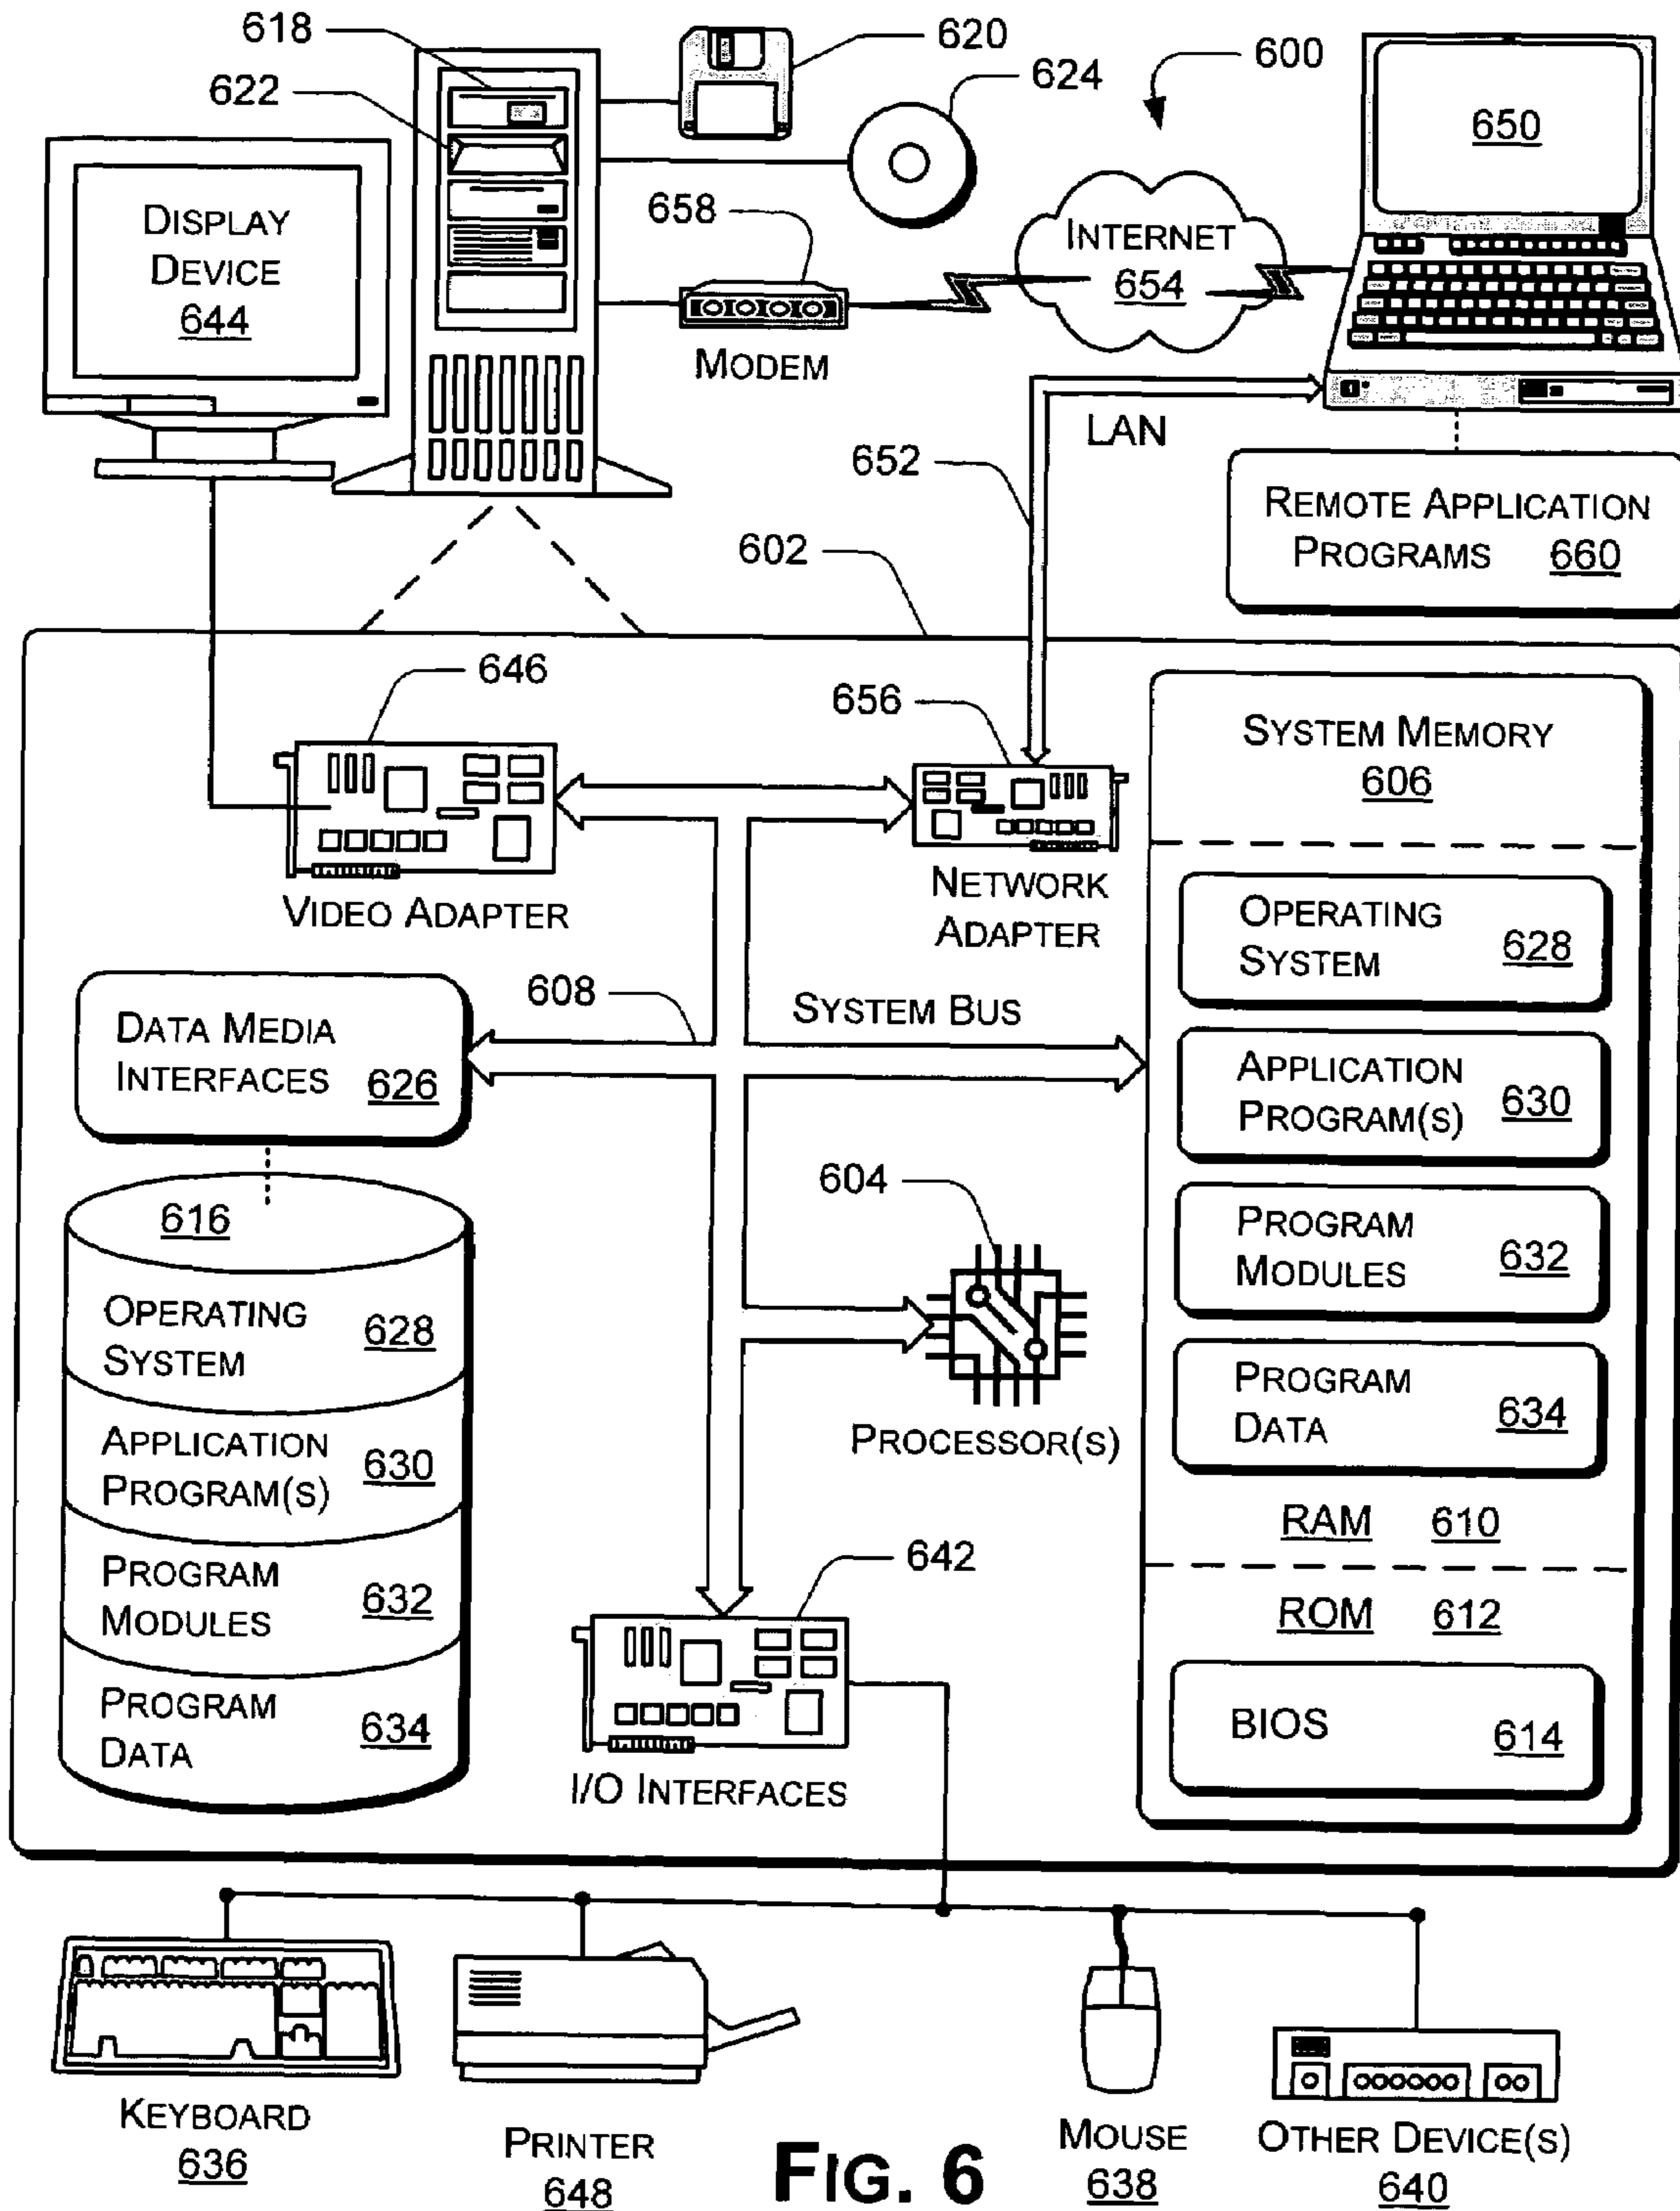 618
620
600
622
624
650
DISPLAY
DEVICE
644
658
INTERNET
654
MODEM
LAN
652
REMOTE APPLICATION
PROGRAMS 660
602
646
656
SYSTEM MEMORY
606
VIDEO ADAPTER
NETWORK
ADAPTER
OPERATING
SYSTEM 628
608
SYSTEM BUS
DATA MEDIA
INTERFACES 626
APPLICATION
PROGRAM(S) 630
604
616
PROGRAM
MODULES 632
OPERATING
SYSTEM 628
PROCESSOR(S)
PROGRAM
DATA 634
APPLICATION
PROGRAM(S) 630
RAM 610
642
PROGRAM
MODULES 632
ROM 612
PROGRAM
DATA 634
I/O INTERFACES
BIOS 614
KEYBOARD
636
PRINTER
648
MOUSE
638
OTHER DEVICE(S)
640
FIG. 6